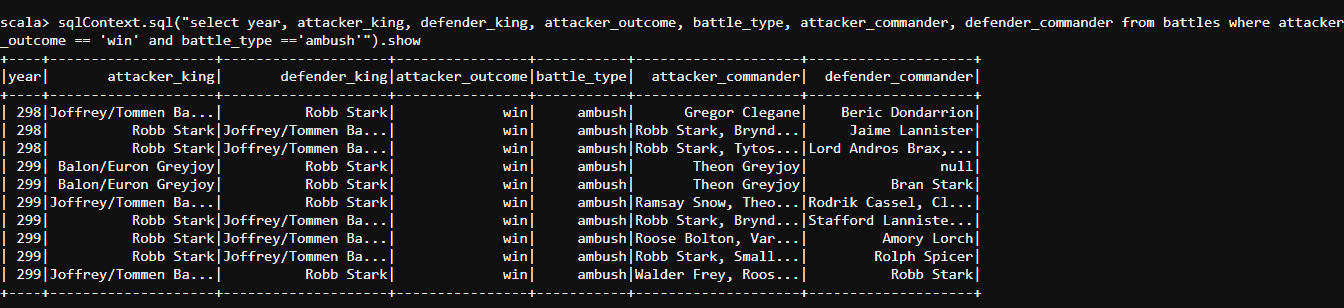 scala> sqlContext.sql("select year, attacker_king, defender_king, attacker_outcome, battle_type, attacker_commander, defender_commander from battles where attacker
_outcome == 'win' and battle_type =='ambush'").show
+----+--------------------+--------------------+----------------+-----------+--------------------+--------------------+
|year|       attacker_king|       defender_king|attacker_outcome|battle_type|  attacker_commander|  defender_commander|
+----+--------------------+--------------------+----------------+-----------+--------------------+--------------------+
| 298|Joffrey/Tommen Ba...|          Robb Stark|             win|     ambush|      Gregor Clegane|    Beric Dondarrion|
| 298|          Robb Stark|Joffrey/Tommen Ba...|             win|     ambush|Robb Stark, Brynd...|     Jaime Lannister|
| 298|          Robb Stark|Joffrey/Tommen Ba...|             win|     ambush|Robb Stark, Tytos...|Lord Andros Brax,...|
| 299| Balon/Euron Greyjoy|          Robb Stark|             win|     ambush|       Theon Greyjoy|                null|
| 299| Balon/Euron Greyjoy|          Robb Stark|             win|     ambush|       Theon Greyjoy|          Bran Stark|
| 299|Joffrey/Tommen Ba...|          Robb Stark|             win|     ambush|Ramsay Snow, Theo...|Rodrik Cassel, Cl...|
| 299|          Robb Stark|Joffrey/Tommen Ba...|             win|     ambush|Robb Stark, Brynd...|Stafford Lanniste...|
| 299|          Robb Stark|Joffrey/Tommen Ba...|             win|     ambush|Roose Bolton, Var...|         Amory Lorch|
| 299|          Robb Stark|Joffrey/Tommen Ba...|             win|     ambush|Robb Stark, Small...|        Rolph Spicer|
| 299|Joffrey/Tommen Ba...|          Robb Stark|             win|     ambush|Walder Frey, Roos...|          Robb Stark|
+----+--------------------+--------------------+----------------+-----------+--------------------+--------------------+